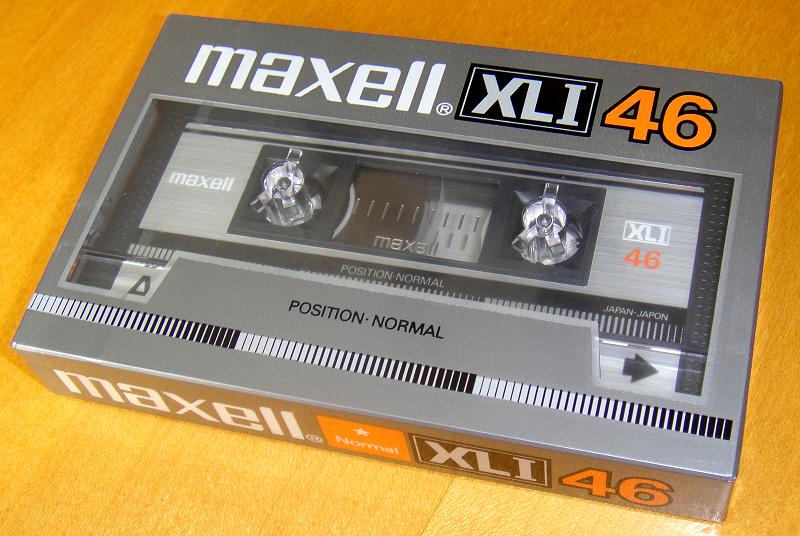 maxell® XLI 46
maxell
XLI
46
maxell
POSITION·NORMAL
JAPAN·JAPON
A
POSITION·NORMAL
maxell® Normal XLI 46